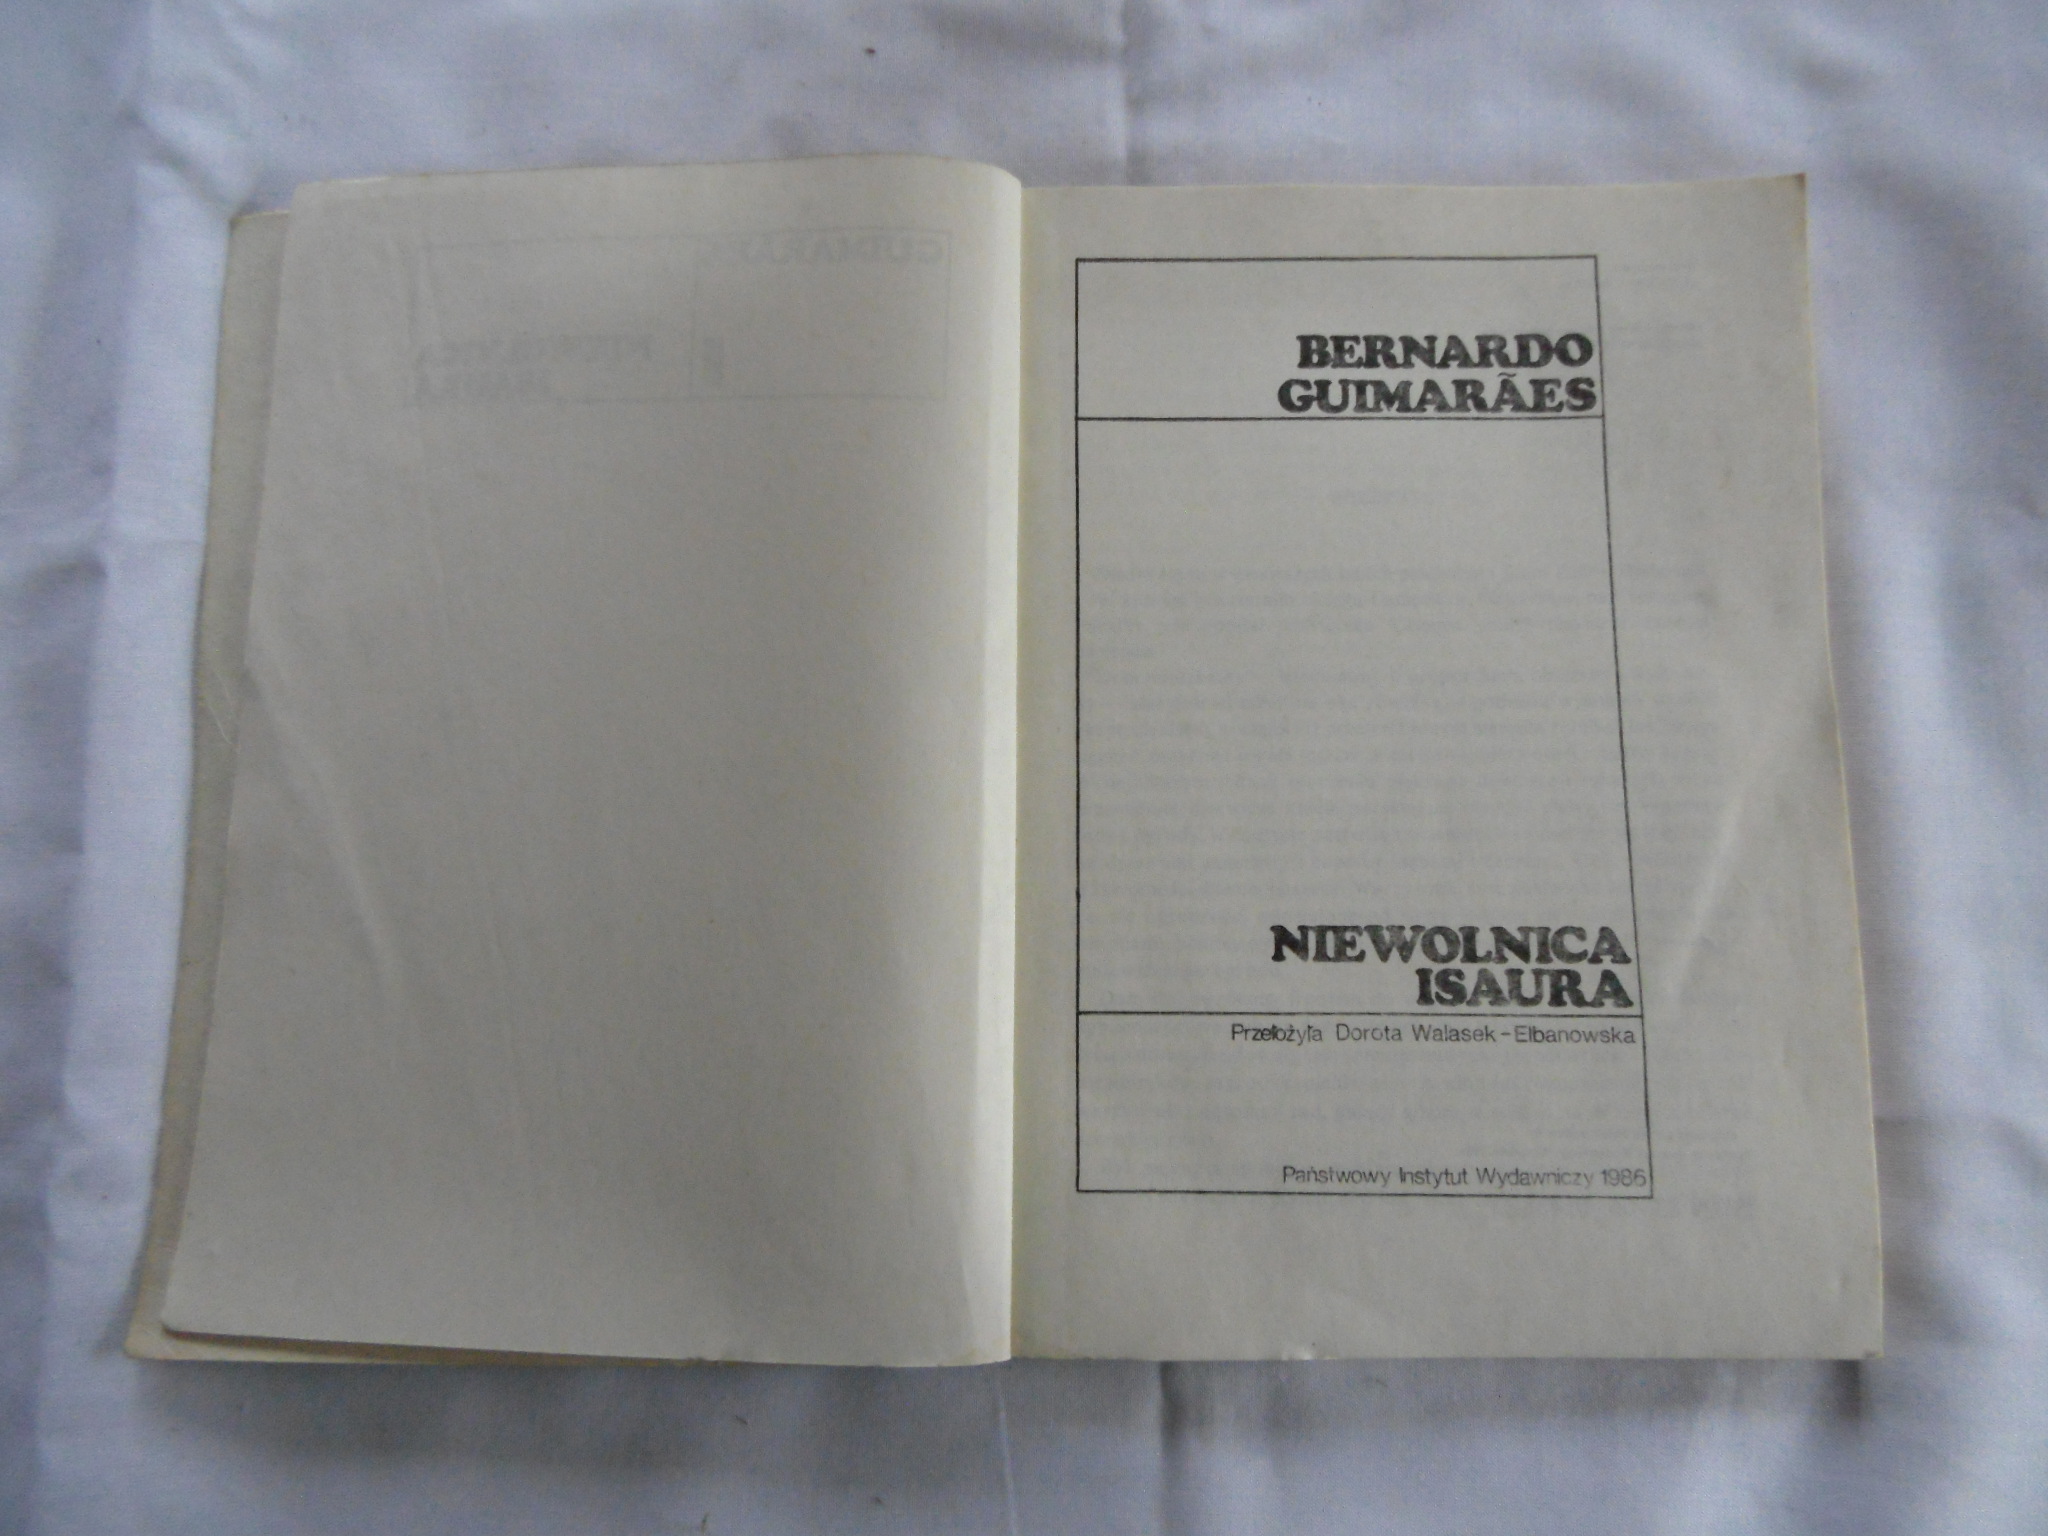 BERNARDO
GUIMARÃES
NIEWOLNICA
ISAURA
Przełożyła Dorota Walasek-Elbanowska
Państwowy Instytut Wydawniczy 1986